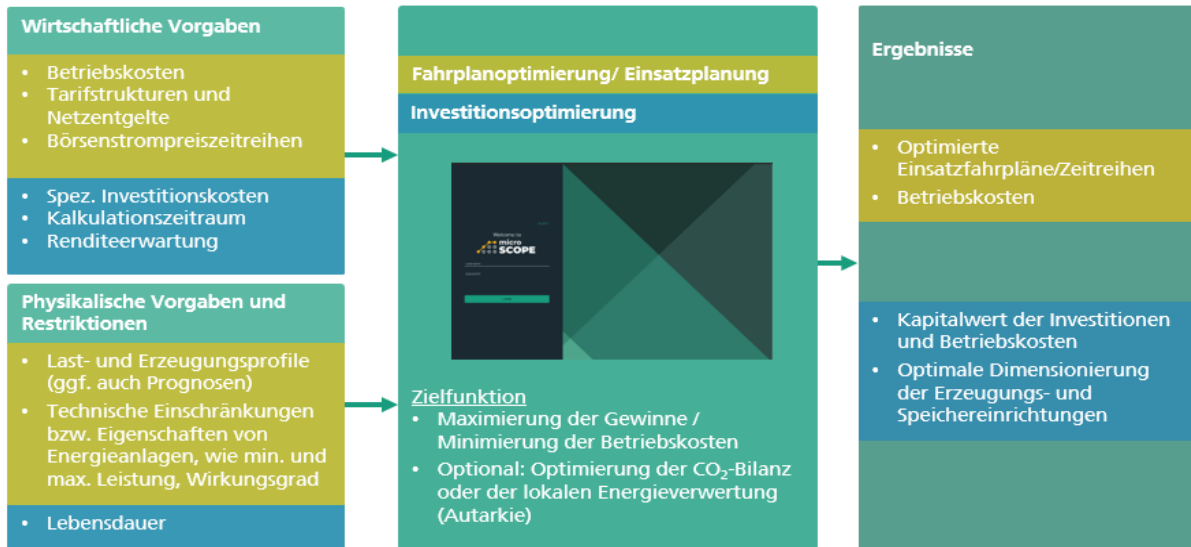 Wirtschaftliche Vorgaben
• Betriebskosten
• Tarifstrukturen und
Netzentgelte
• Börsenstrompreiszeitreihen
• Spez. Investitionskosten
• Kalkulationszeitraum
• Renditeerwartung
Physikalische Vorgaben und
Restriktionen
• Last- und Erzeugungsprofile
(ggf. auch Prognosen)
• Technische Einschränkungen
bzw. Eigenschaften von
Energieanlagen, wie min. und
max. Leistung, Wirkungsgrad
• Lebensdauer
Fahrplanoptimierung/ Einsatzplanung
Investitionsoptimierung
Welcome to
micro
SCOPE
Zielfunktion
• Maximierung der Gewinne /
Minimierung der Betriebskosten
• Optional: Optimierung der CO₂-Bilanz
oder der lokalen Energieverwertung
(Autarkie)
Ergebnisse
• Optimierte
Einsatzfahrpläne/Zeitreihen
• Betriebskosten
• Kapitalwert der Investitionen
und Betriebskosten
• Optimale Dimensionierung
der Erzeugungs- und
Speichereinrichtungen